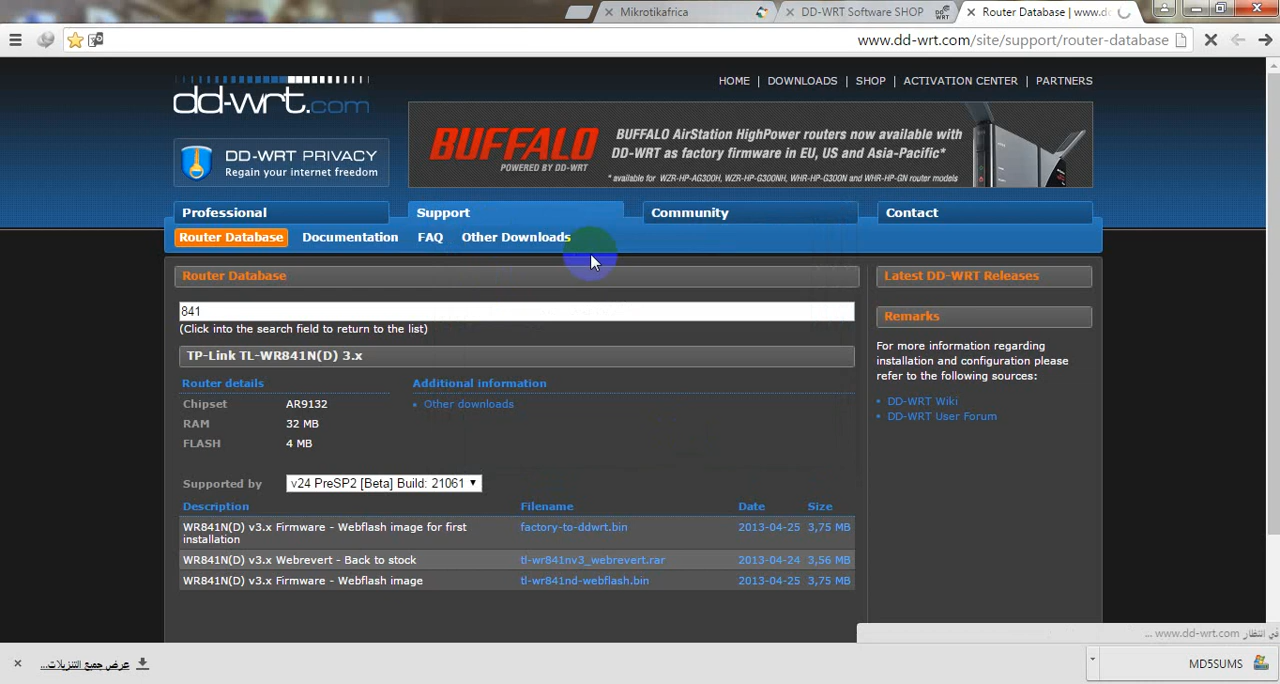 Mikrotikafrica
DD-WRT Software SHOP
Router Database | www.dd
www.dd-wrt.com/site/support/router-database
dd-wrt.com
HOME | DOWNLOADS | SHOP | ACTIVATION CENTER | PARTNERS
DD-WRT PRIVACY
Regain your internet freedom
BUFFALO
POWERED BY DD-WRT
BUFFALO AirStation HighPower routers now available with
DD-WRT as factory firmware in EU, US and Asia-Pacific*
* available for WZR-HP-AG300H, WZR-HP-G300NH, WHR-HP-G300N and WHR-HP-GN router models
Professional
Support
Community
Contact
Router Database
Documentation
FAQ
Other Downloads
Router Database
841
(Click into the search field to return to the list)
TP-Link TL-WR841N(D) 3.x
Router details
Chipset AR9132
RAM 32 MB
FLASH 4 MB
Additional information
• Other downloads
Supported by v24 PreSP2 [Beta] Build: 21061
Description Filename Date Size
WR841N(D) v3.x Firmware - Webflash image for first
installation
factory-to-ddwrt.bin 2013-04-25 3,75 MB
WR841N(D) v3.x Webrevert - Back to stock tl-wr841nv3_webrevert.rar 2013-04-24 3,56 MB
WR841N(D) v3.x Firmware - Webflash image tl-wr841nd-webflash.bin 2013-04-25 3,75 MB
Latest DD-WRT Releases
Remarks
For more information regarding
installation and configuration please
refer to the following sources:
• DD-WRT Wiki
• DD-WRT User Forum
في انتظار www.dd-wrt.com ...
عرض جميع التنزيلات...
MD5SUMS